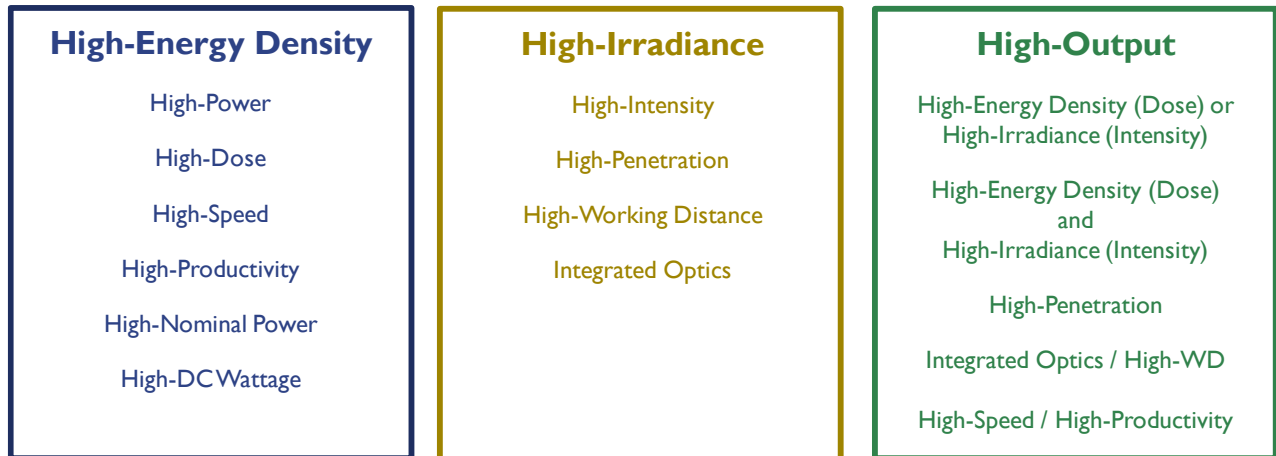 High-Energy Density
High-Power
High-Dose
High-Speed
High-Productivity
High-Nominal Power
High-DC Wattage
High-Irradiance
High-Intensity
High-Penetration
High-Working Distance
Integrated Optics
High-Output
High-Energy Density (Dose) or
High-Irradiance (Intensity)
High-Energy Density (Dose)
and
High-Irradiance (Intensity)
High-Penetration
Integrated Optics / High-WD
High-Speed / High-Productivity